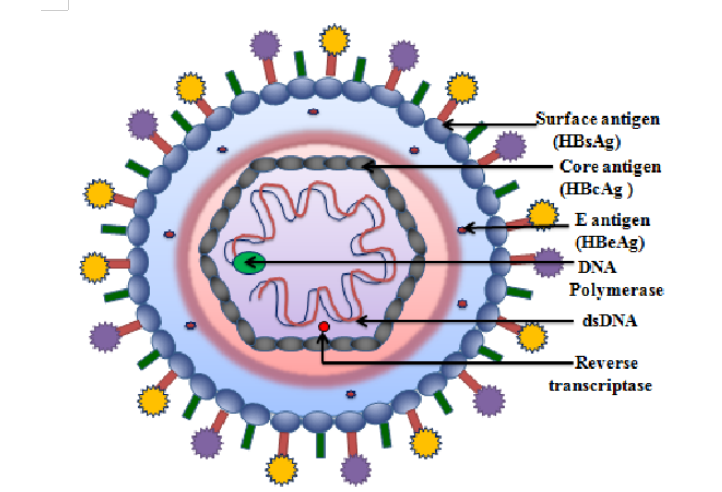 Surface antigen
(HBsAg)
Core antigen
(HBcAg )
E antigen
(HBeAg)
DNA
Polymerase
dsDNA
Reverse
transcriptase